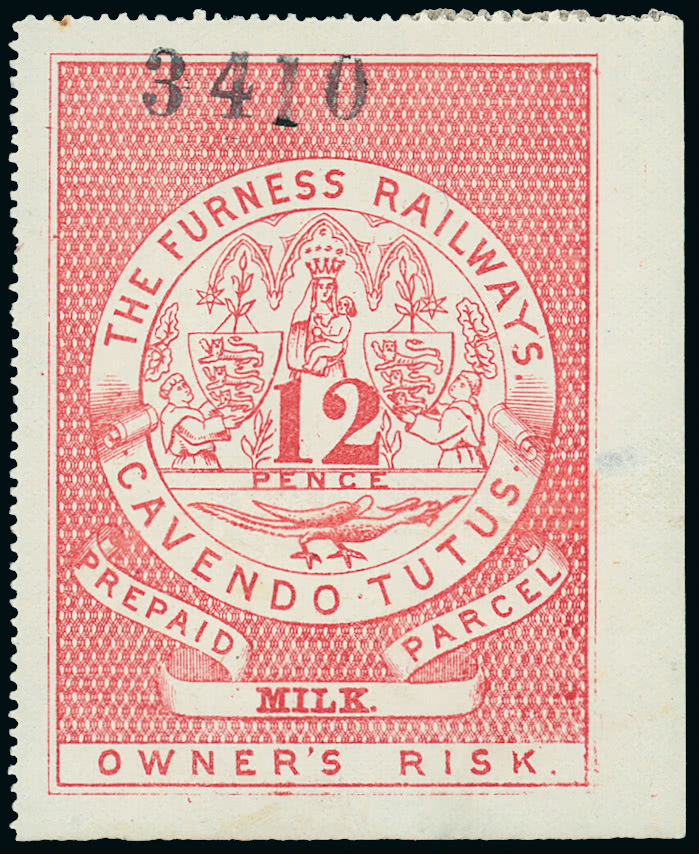 3410
THE FURNESS RAILWAYS.
12
PENCE
CAVENDO TUTUS.
PREPAID
PARCEL
MILK.
OWNER'S RISK.